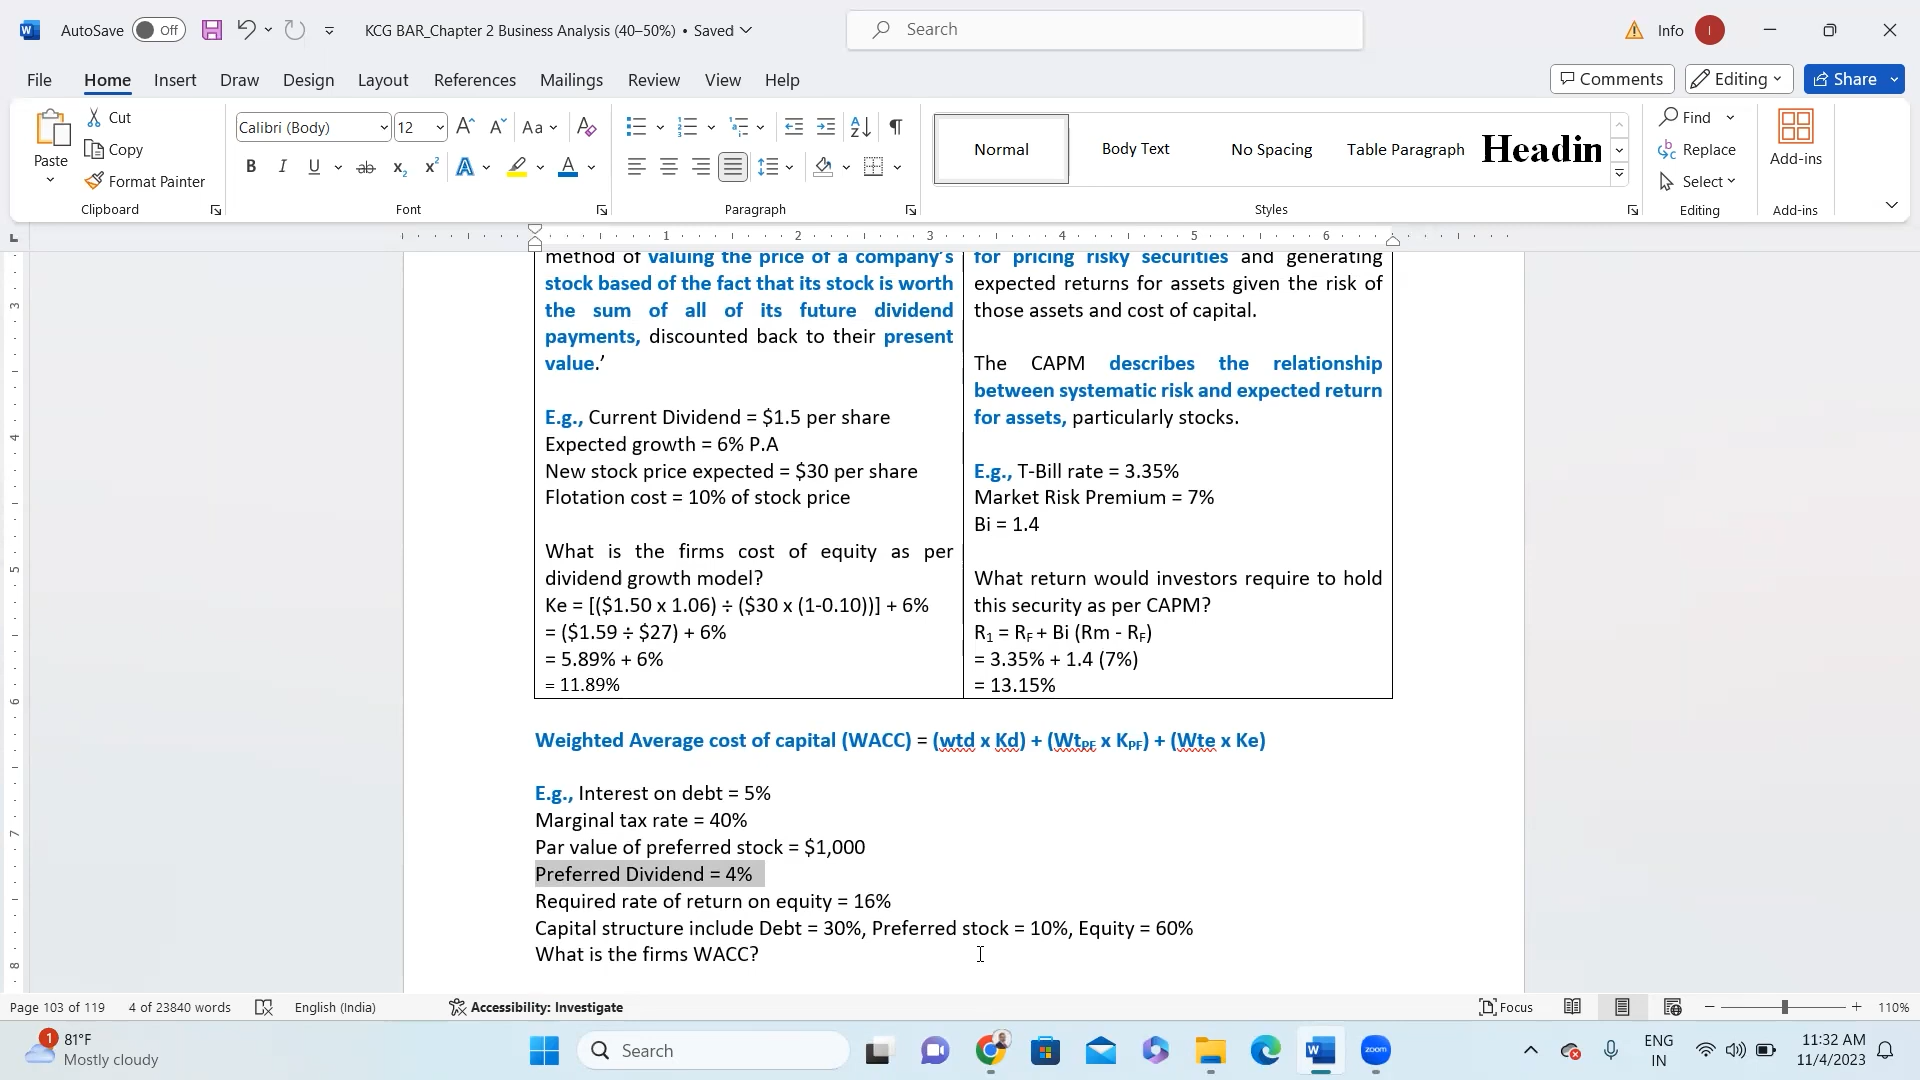 AutoSave Off KCG BAR_Chapter 2 Business Analysis (40–50%) • Saved Search Info I
File Home Insert Draw Design Layout References Mailings Review View Help Comments Editing Share
Paste Cut Copy Format Painter
Calibri (Body) 12
Normal Body Text No Spacing Table Paragraph Headin
Find Replace Select Add-ins
Clipboard Font Paragraph Styles Editing Add-ins
1 2 3 4 5 6
method of valuing the price of a company’s
stock based of the fact that its stock is worth
the sum of all of its future dividend
payments, discounted back to their present
value.’
E.g., Current Dividend = $1.5 per share
Expected growth = 6% P.A
New stock price expected = $30 per share
Flotation cost = 10% of stock price
What is the firms cost of equity as per
dividend growth model?
Ke = [($1.50 x 1.06) ÷ ($30 x (1-0.10))] + 6%
= ($1.59 ÷ $27) + 6%
= 5.89% + 6%
= 11.89%
for pricing risky securities and generating
expected returns for assets given the risk of
those assets and cost of capital.
The CAPM describes the relationship
between systematic risk and expected return
for assets, particularly stocks.
E.g., T-Bill rate = 3.35%
Market Risk Premium = 7%
Bi = 1.4
What return would investors require to hold
this security as per CAPM?
R₁ = RF + Bi (Rm - RF)
= 3.35% + 1.4 (7%)
= 13.15%
Weighted Average cost of capital (WACC) = (wtd x Kd) + (WtPF x KPF) + (Wte x Ke)
E.g., Interest on debt = 5%
Marginal tax rate = 40%
Par value of preferred stock = $1,000
Preferred Dividend = 4%
Required rate of return on equity = 16%
Capital structure include Debt = 30%, Preferred stock = 10%, Equity = 60%
What is the firms WACC?
3
4
5
6
7
8
Page 103 of 119 4 of 23840 words English (India) Accessibility: Investigate Focus 110%
1 81°F
Mostly cloudy
Search
zoom
ENG
IN
11:32 AM
11/4/2023